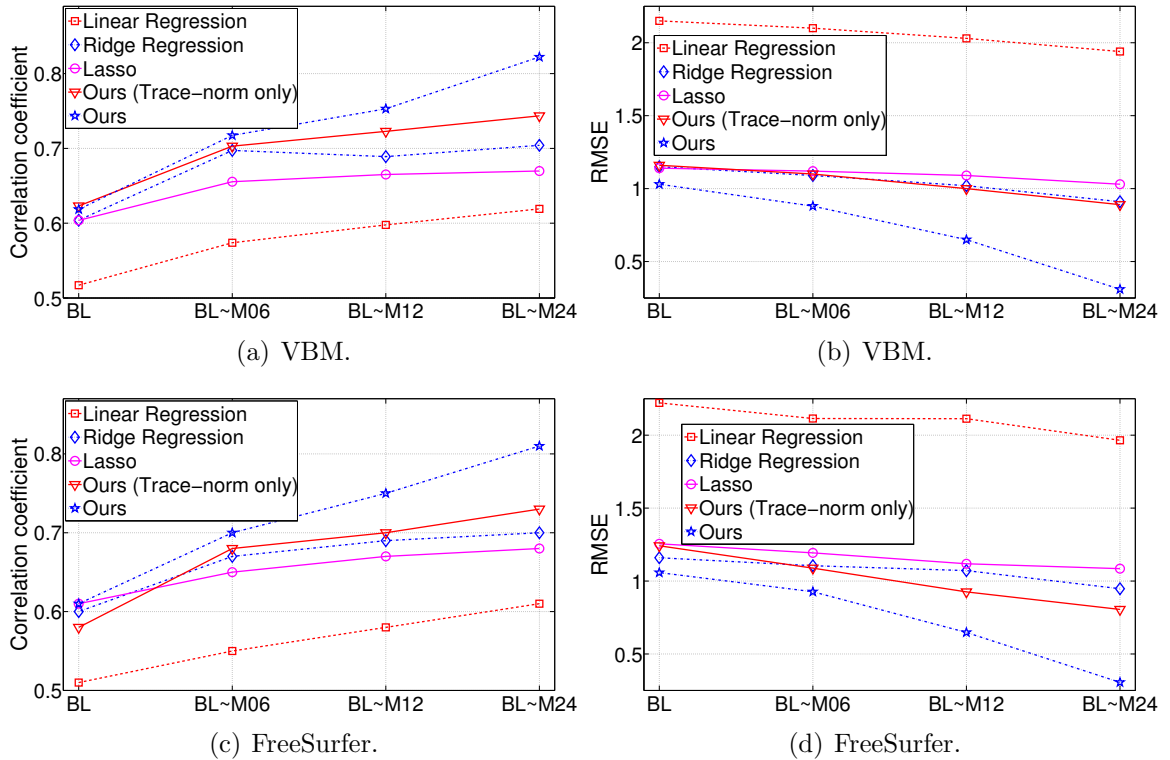 Correlation coefficient
0.8
0.7
0.6
0.5
Linear Regression
Ridge Regression
Lasso
Ours (Trace−norm only)
Ours
BL
BL~M06
BL~M12
BL~M24
(a) VBM.
RMSE
2
1.5
1
0.5
Linear Regression
Ridge Regression
Lasso
Ours (Trace−norm only)
Ours
BL
BL~M06
BL~M12
BL~M24
(b) VBM.
Correlation coefficient
0.8
0.7
0.6
0.5
Linear Regression
Ridge Regression
Lasso
Ours (Trace−norm only)
Ours
BL
BL~M06
BL~M12
BL~M24
(c) FreeSurfer.
RMSE
2
1.5
1
0.5
Linear Regression
Ridge Regression
Lasso
Ours (Trace−norm only)
Ours
BL
BL~M06
BL~M12
BL~M24
(d) FreeSurfer.